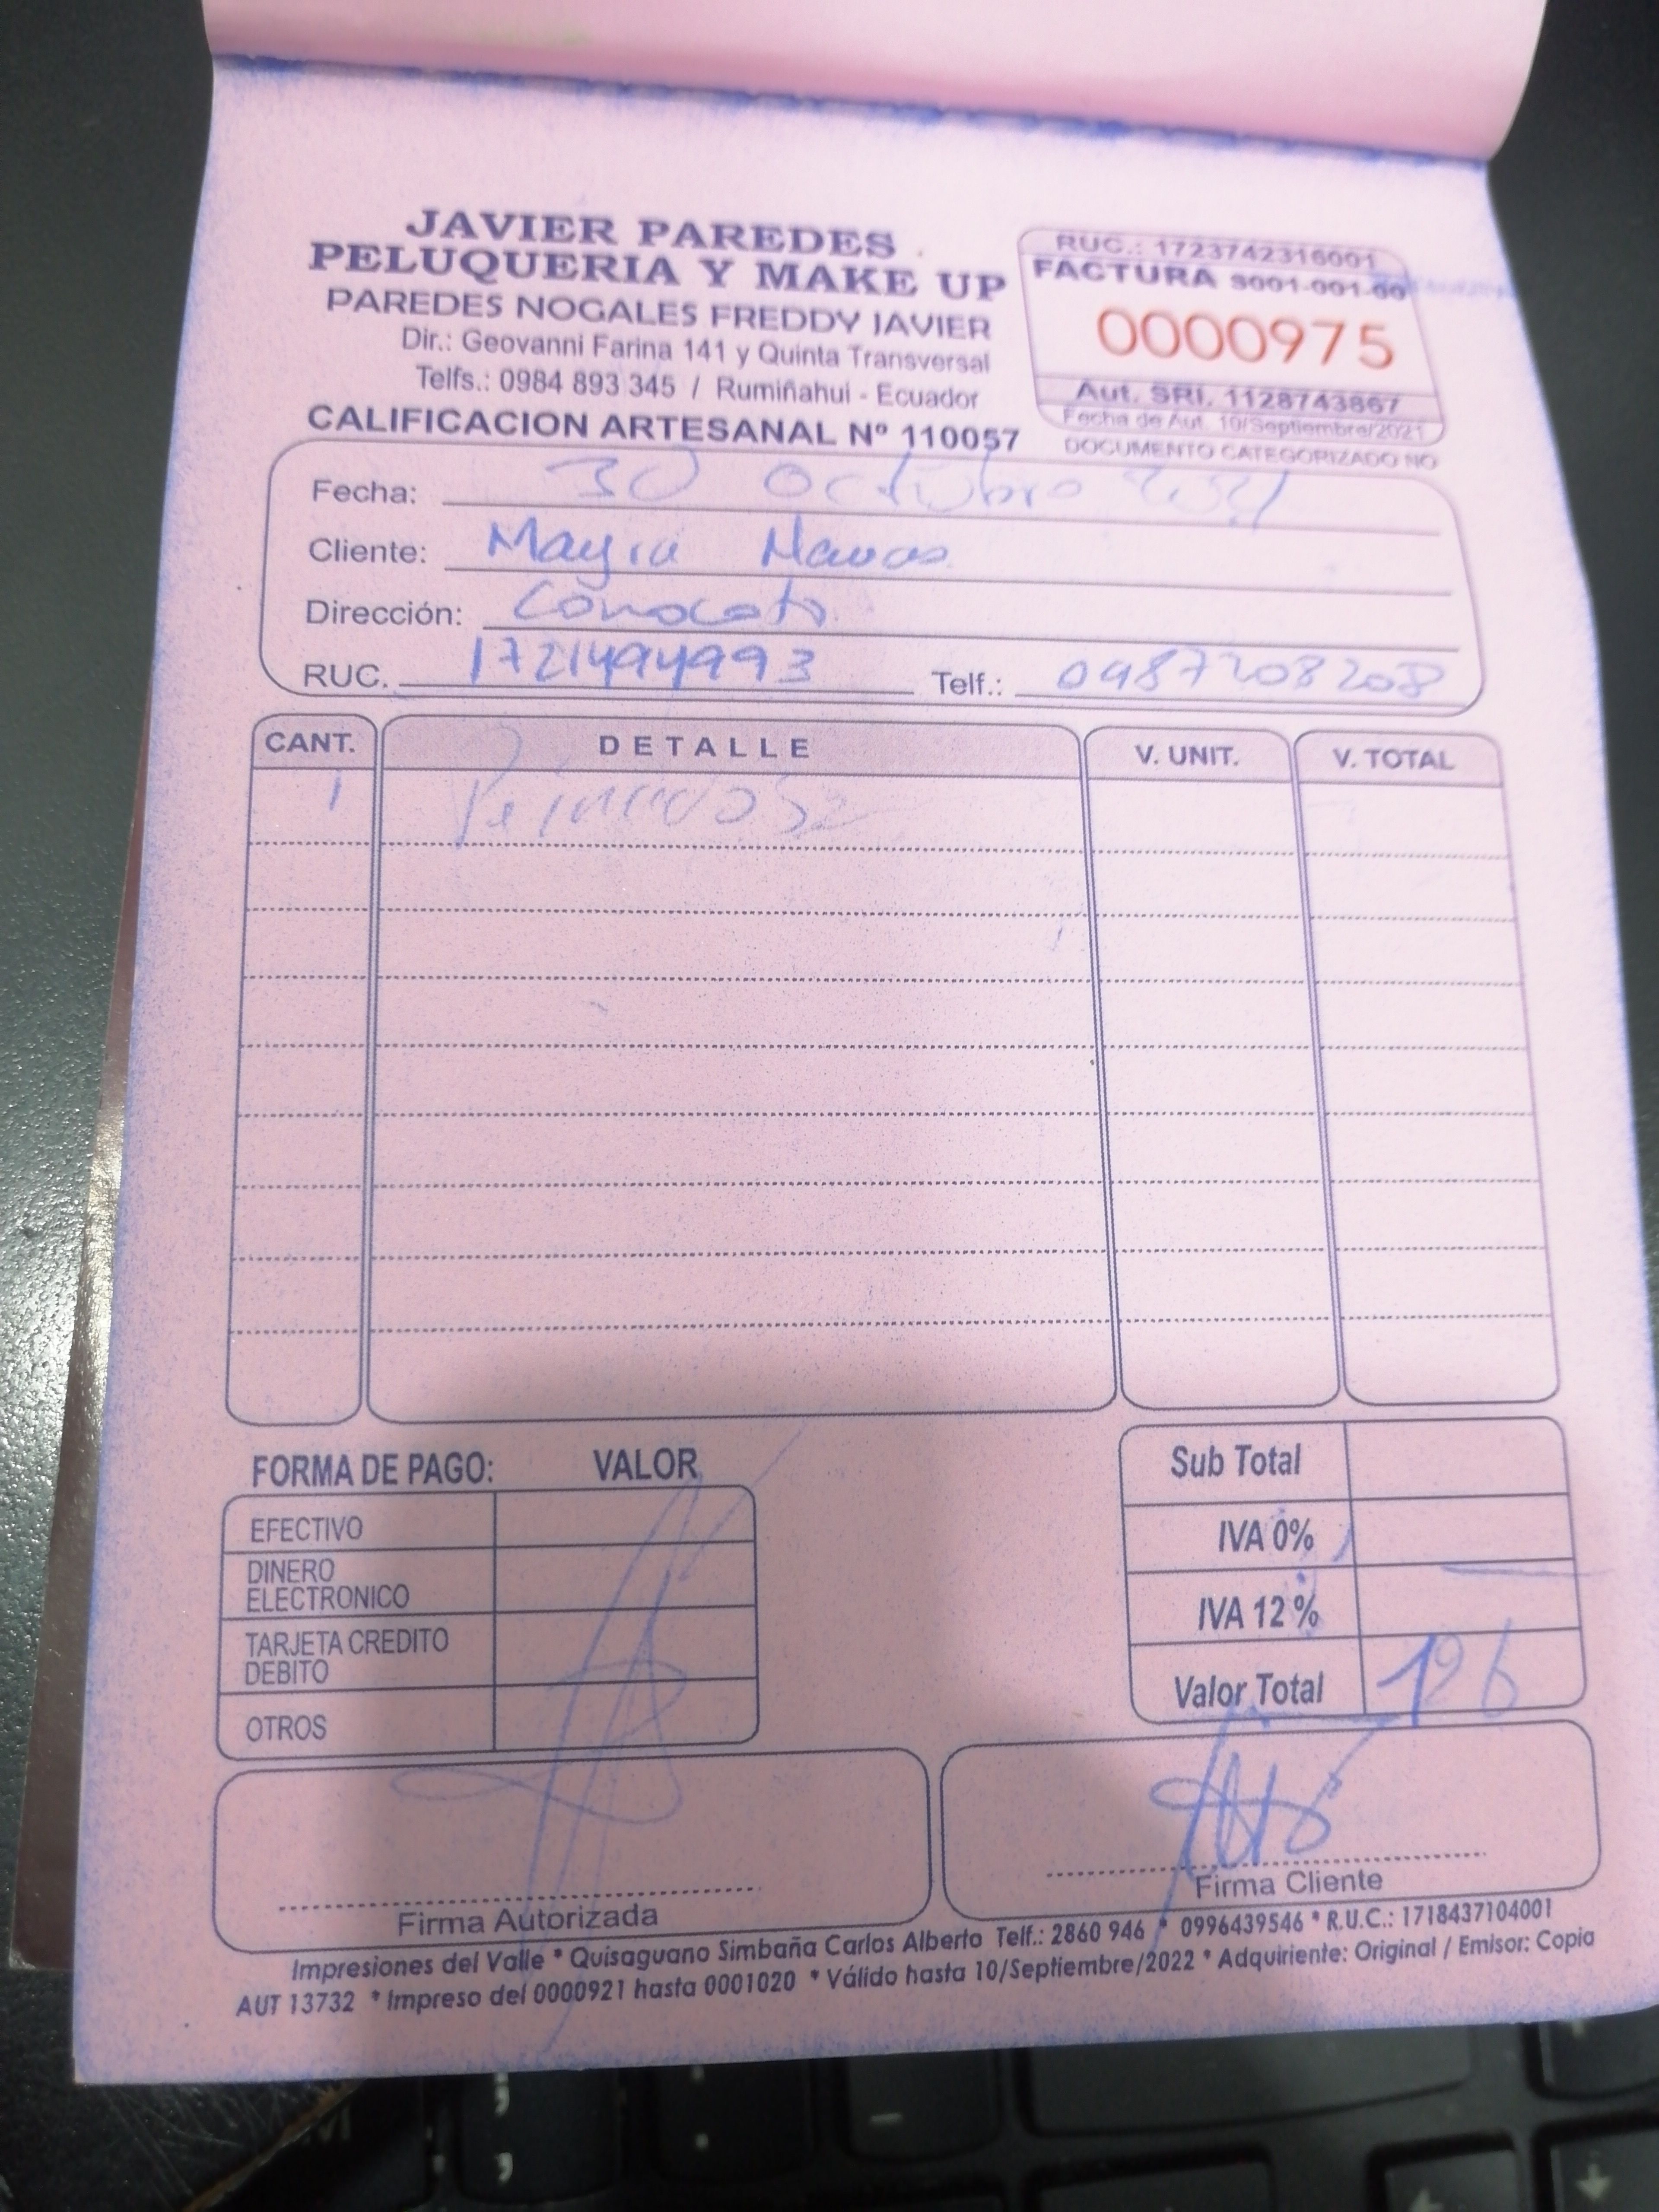 JAVIER PAREDES
PELUQUERIA Y MAKE UP
PAREDES NOGALES FREDDY JAVIER
Dir.: Geovanni Farina 141 y Quinta Transversal
Telfs.: 0984 893 345 / Rumiñahui - Ecuador
CALIFICACION ARTESANAL Nº 110057
RUC.: 1723742316001
FACTURA S001-001-00
0000975
Aut. SRI. 1128743867
Fecha de Aut. 10/Septiembre/2021
DOCUMENTO CATEGORIZADO NO
Fecha: 30 Octubre 2021
Cliente: Mayra Navas
Dirección: Conocoto
RUC. 1721494993 Telf.: 0987208208
CANT. DETALLE V. UNIT. V. TOTAL
1 Peinados
FORMA DE PAGO: VALOR
EFECTIVO
DINERO ELECTRONICO
TARJETA CREDITO DEBITO
OTROS
Sub Total
IVA 0%
IVA 12 %
Valor Total 126
Firma Autorizada
Firma Cliente
Impresiones del Valle * Quisaguano Simbaña Carlos Alberto Telf.: 2860 946 * 0996439546 * R.U.C.: 1718437104001
AUT 13732 * Impreso del 0000921 hasta 0001020 * Válido hasta 10/Septiembre/2022 * Adquiriente: Original / Emisor: Copia